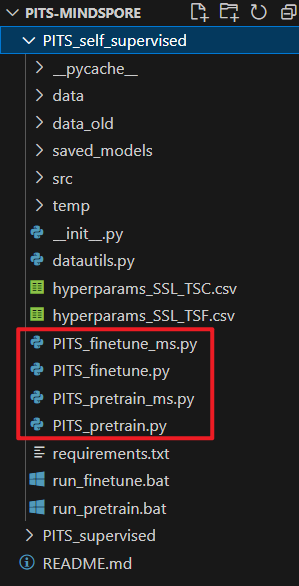 PITS-MINDSPORE
PITS_self_supervised
__pycache__
data
data_old
saved_models
src
temp
__init__.py
datautils.py
hyperparams_SSL_TSC.csv
hyperparams_SSL_TSF.csv
PITS_finetune_ms.py
PITS_finetune.py
PITS_pretrain_ms.py
PITS_pretrain.py
requirements.txt
run_finetune.bat
run_pretrain.bat
PITS_supervised
README.md